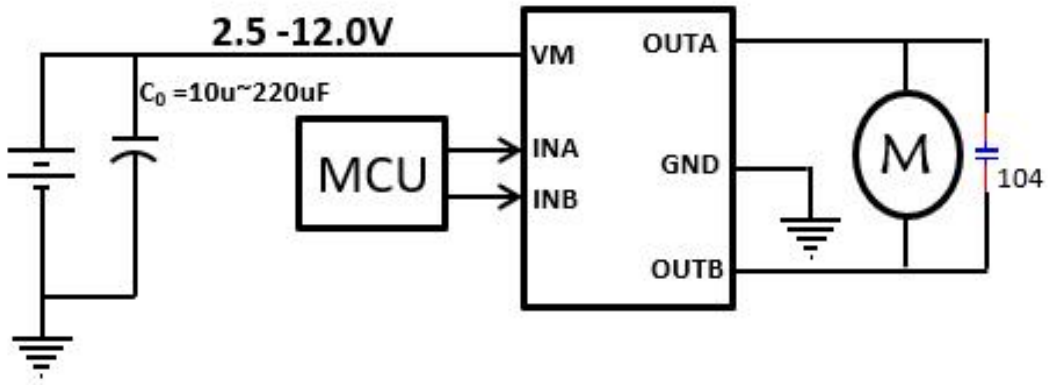 2.5 -12.0V
C₀ =10u~220uF
MCU
VM
INA
INB
OUTA
GND
OUTB
M
104